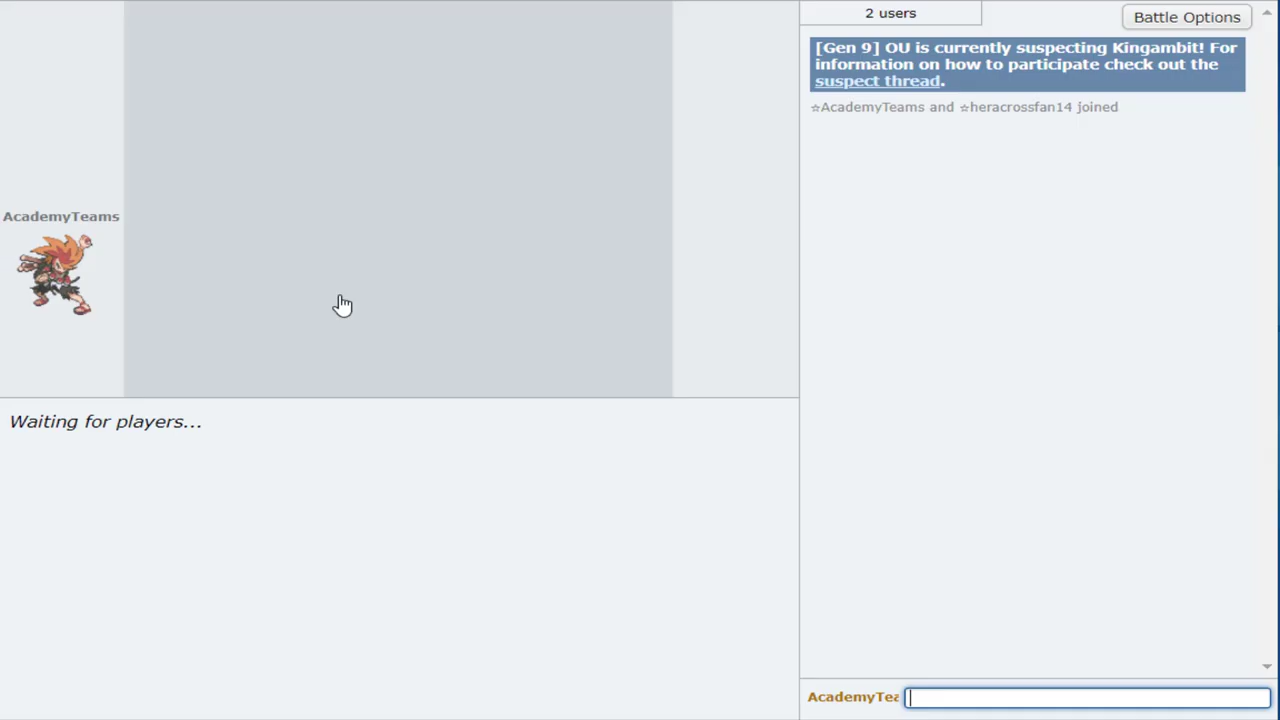 2 users
Battle Options
[Gen 9] OU is currently suspecting Kingambit! For
information on how to participate check out the
suspect thread.
☆AcademyTeams and ☆heracrossfan14 joined
AcademyTeams
Waiting for players...
AcademyTea